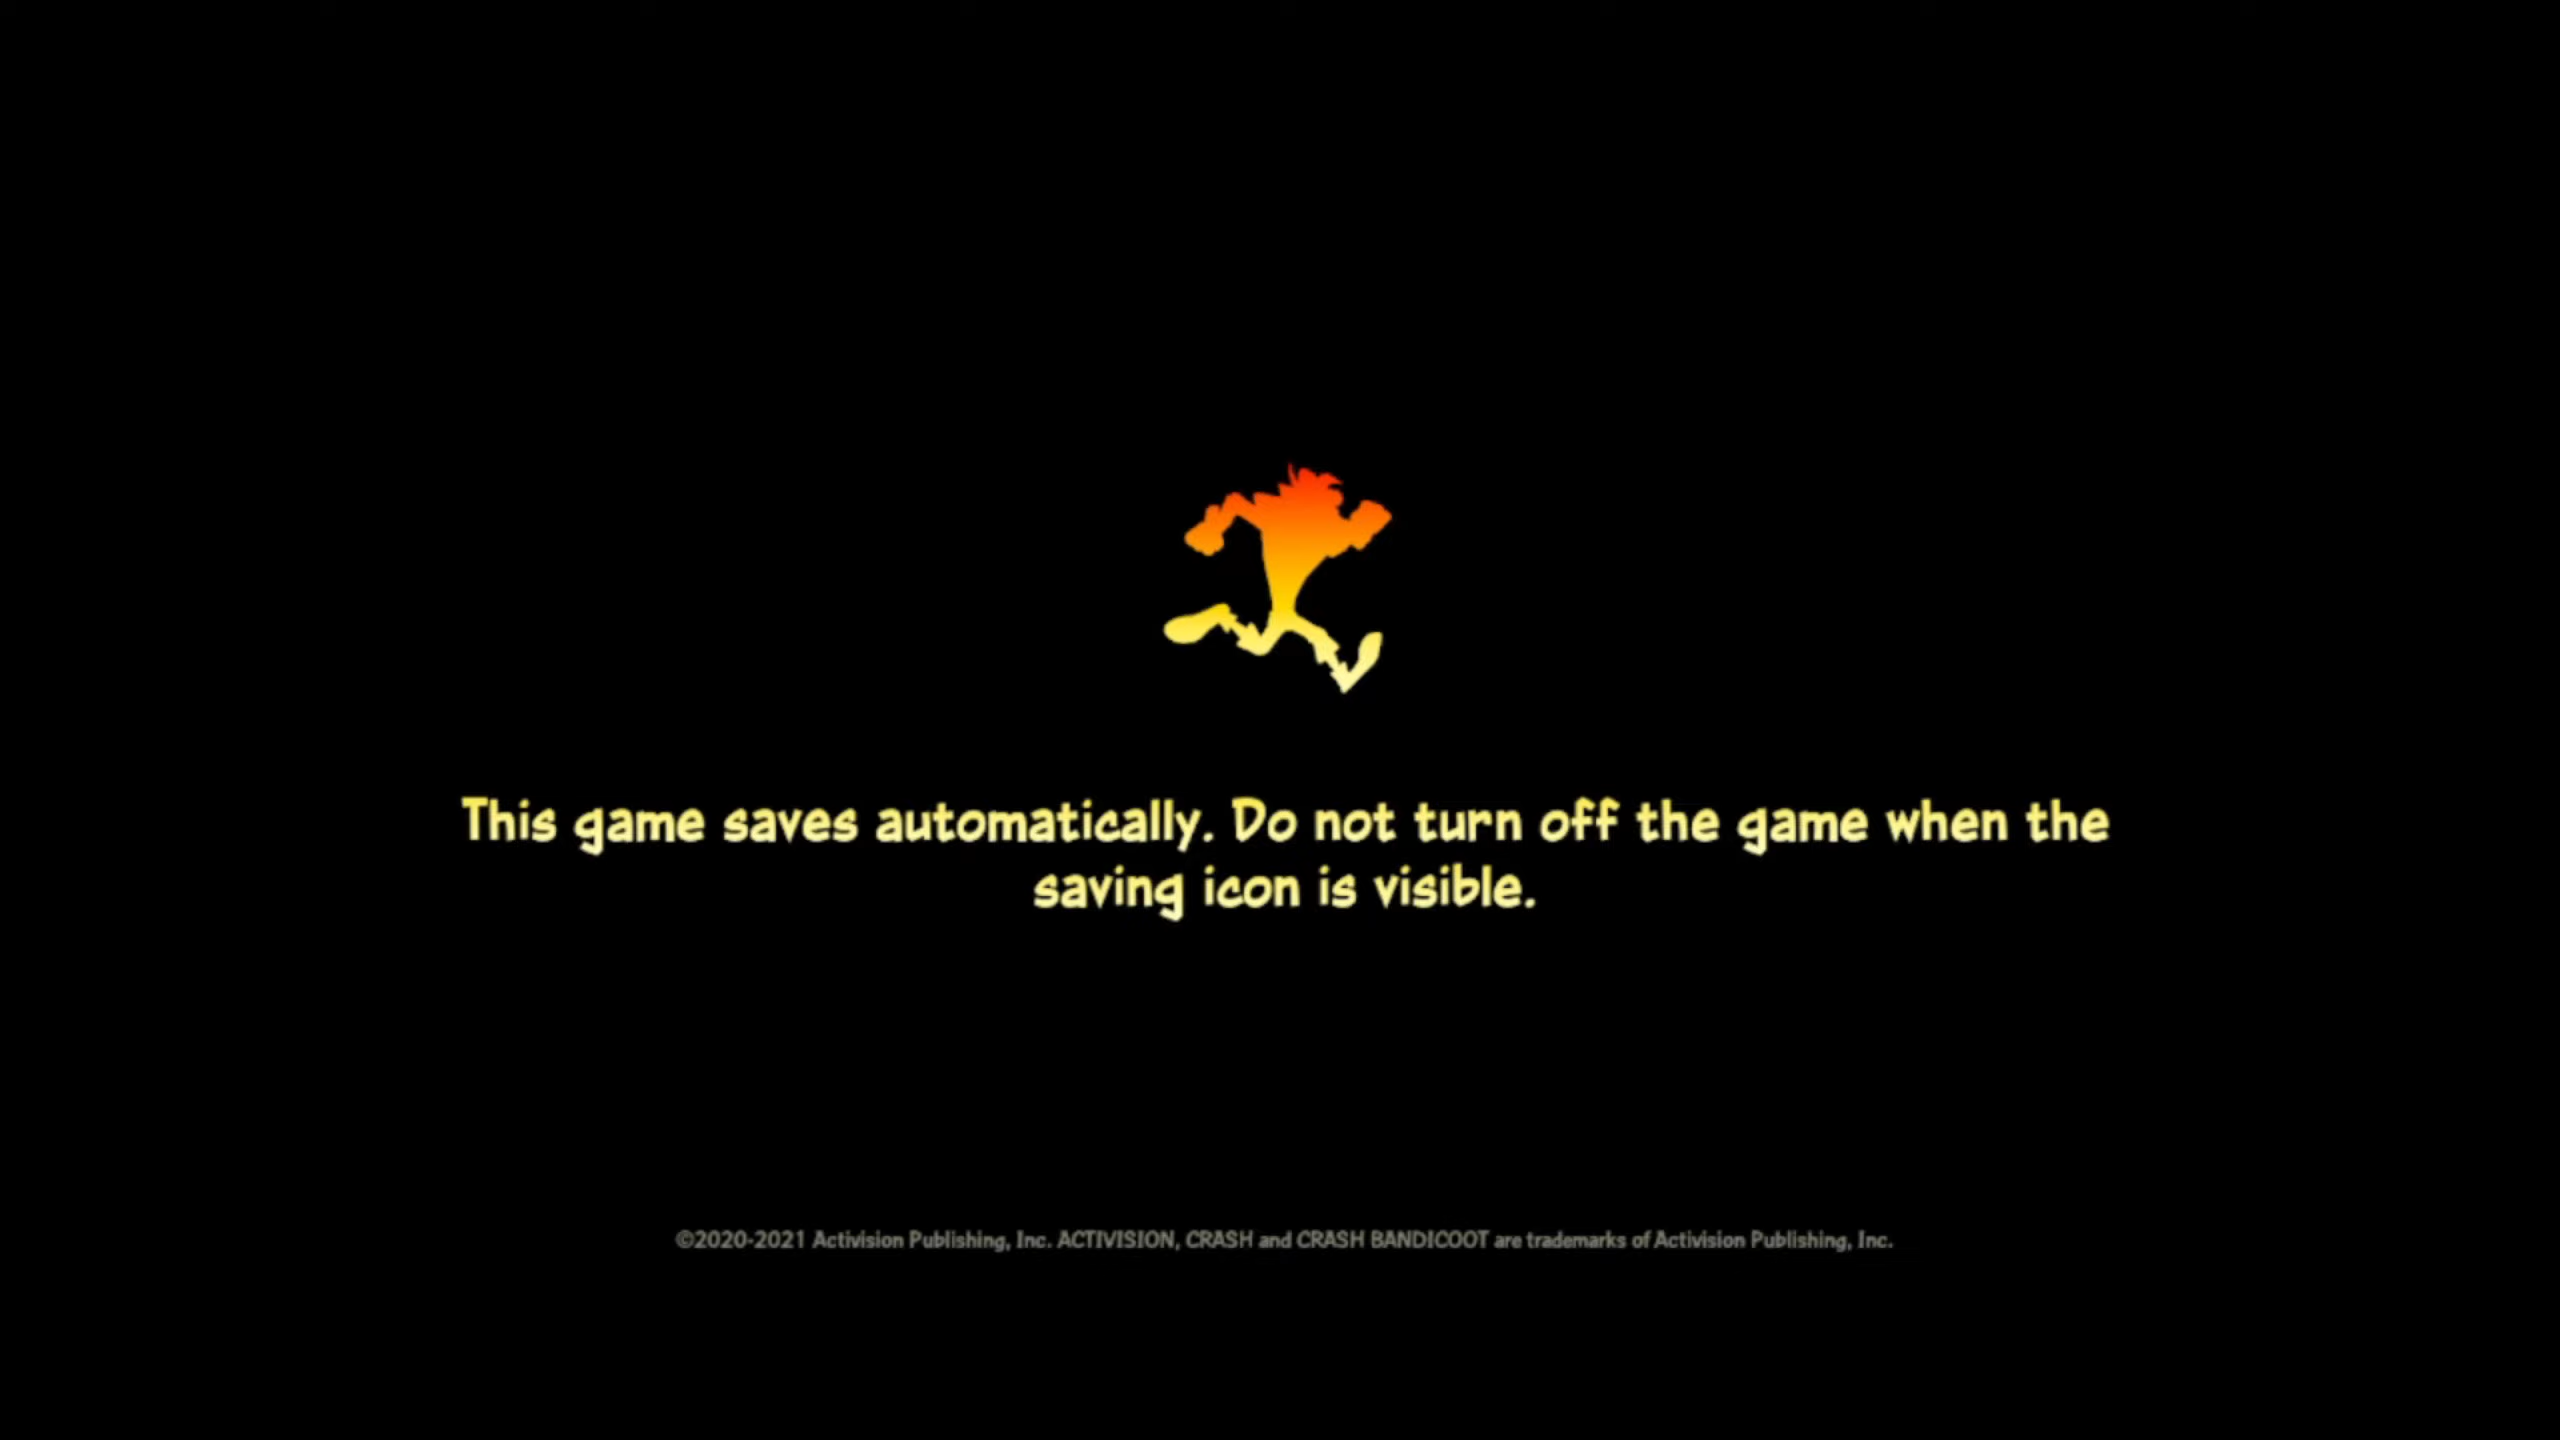 This game saves automatically. Do not turn off the game when the
saving icon is visible.
©2020-2021 Activision Publishing, Inc. ACTIVISION, CRASH and CRASH BANDICOOT are trademarks of Activision Publishing, Inc.